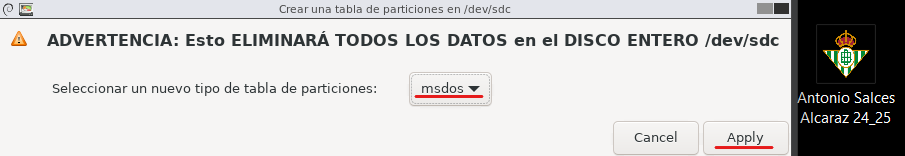 Crear una tabla de particiones en /dev/sdc
ADVERTENCIA: Esto ELIMINARÁ TODOS LOS DATOS en el DISCO ENTERO /dev/sdc
Seleccionar un nuevo tipo de tabla de particiones:
msdos
Cancel
Apply
Antonio Salces
Alcaraz 24_25